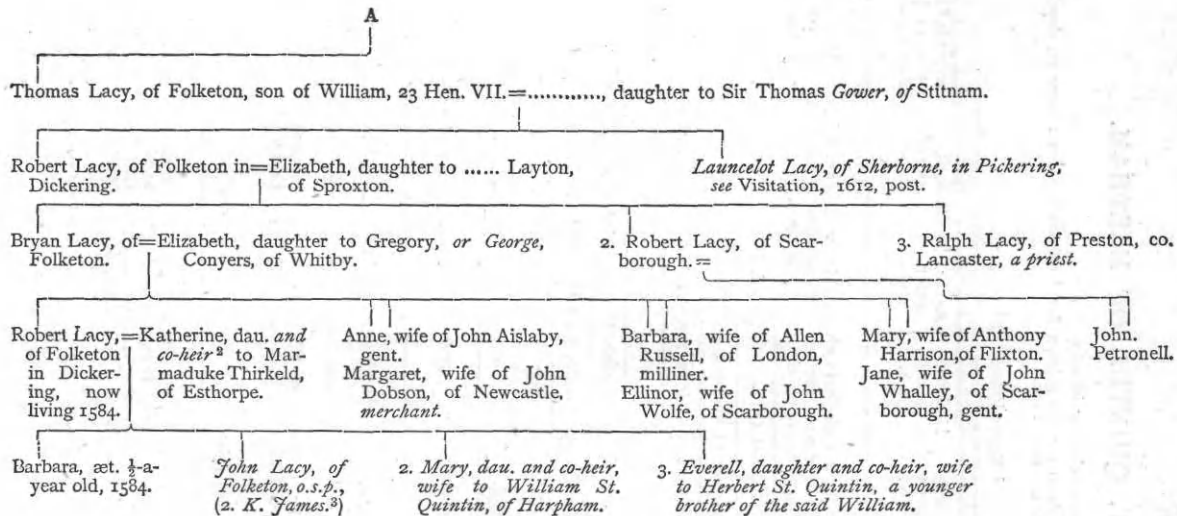 A
Thomas Lacy, of Folketon, son of William, 23 Hen. VII.=............, daughter to Sir Thomas Gower, of Stitnam.
Robert Lacy, of Folketon in=Elizabeth, daughter to ...... Layton,
Dickering.
of Sproxton.
Launcelot Lacy, of Sherborne, in Pickering,
see Visitation, 1612, post.
Bryan Lacy, of=Elizabeth, daughter to Gregory, or George,
Folketon.
Conyers, of Whitby.
2. Robert Lacy, of Scar-
borough.=
3. Ralph Lacy, of Preston, co.
Lancaster, a priest.
Robert Lacy,=Katherine, dau. and
of Folketon
in Dicker-
ing, now
living 1584.
co-heir² to Mar-
maduke Thirkeld,
of Esthorpe.
Anne, wife of John Aislaby,
gent.
Margaret, wife of John
Dobson, of Newcastle,
merchant.
Barbara, wife of Allen
Russell, of London,
milliner.
Ellinor, wife of John
Wolfe, of Scarborough.
Mary, wife of Anthony
Harrison, of Flixton.
Jane, wife of John
Whalley, of Scar-
borough, gent.
John.
Petronell.
Barbara, æt. ½-a-
year old, 1584.
John Lacy, of
Folketon, o.s.p.,
(2. K. James.³)
2. Mary, dau. and co-heir,
wife to William St.
Quintin, of Harpham.
3. Everell, daughter and co-heir, wife
to Herbert St. Quintin, a younger
brother of the said William.